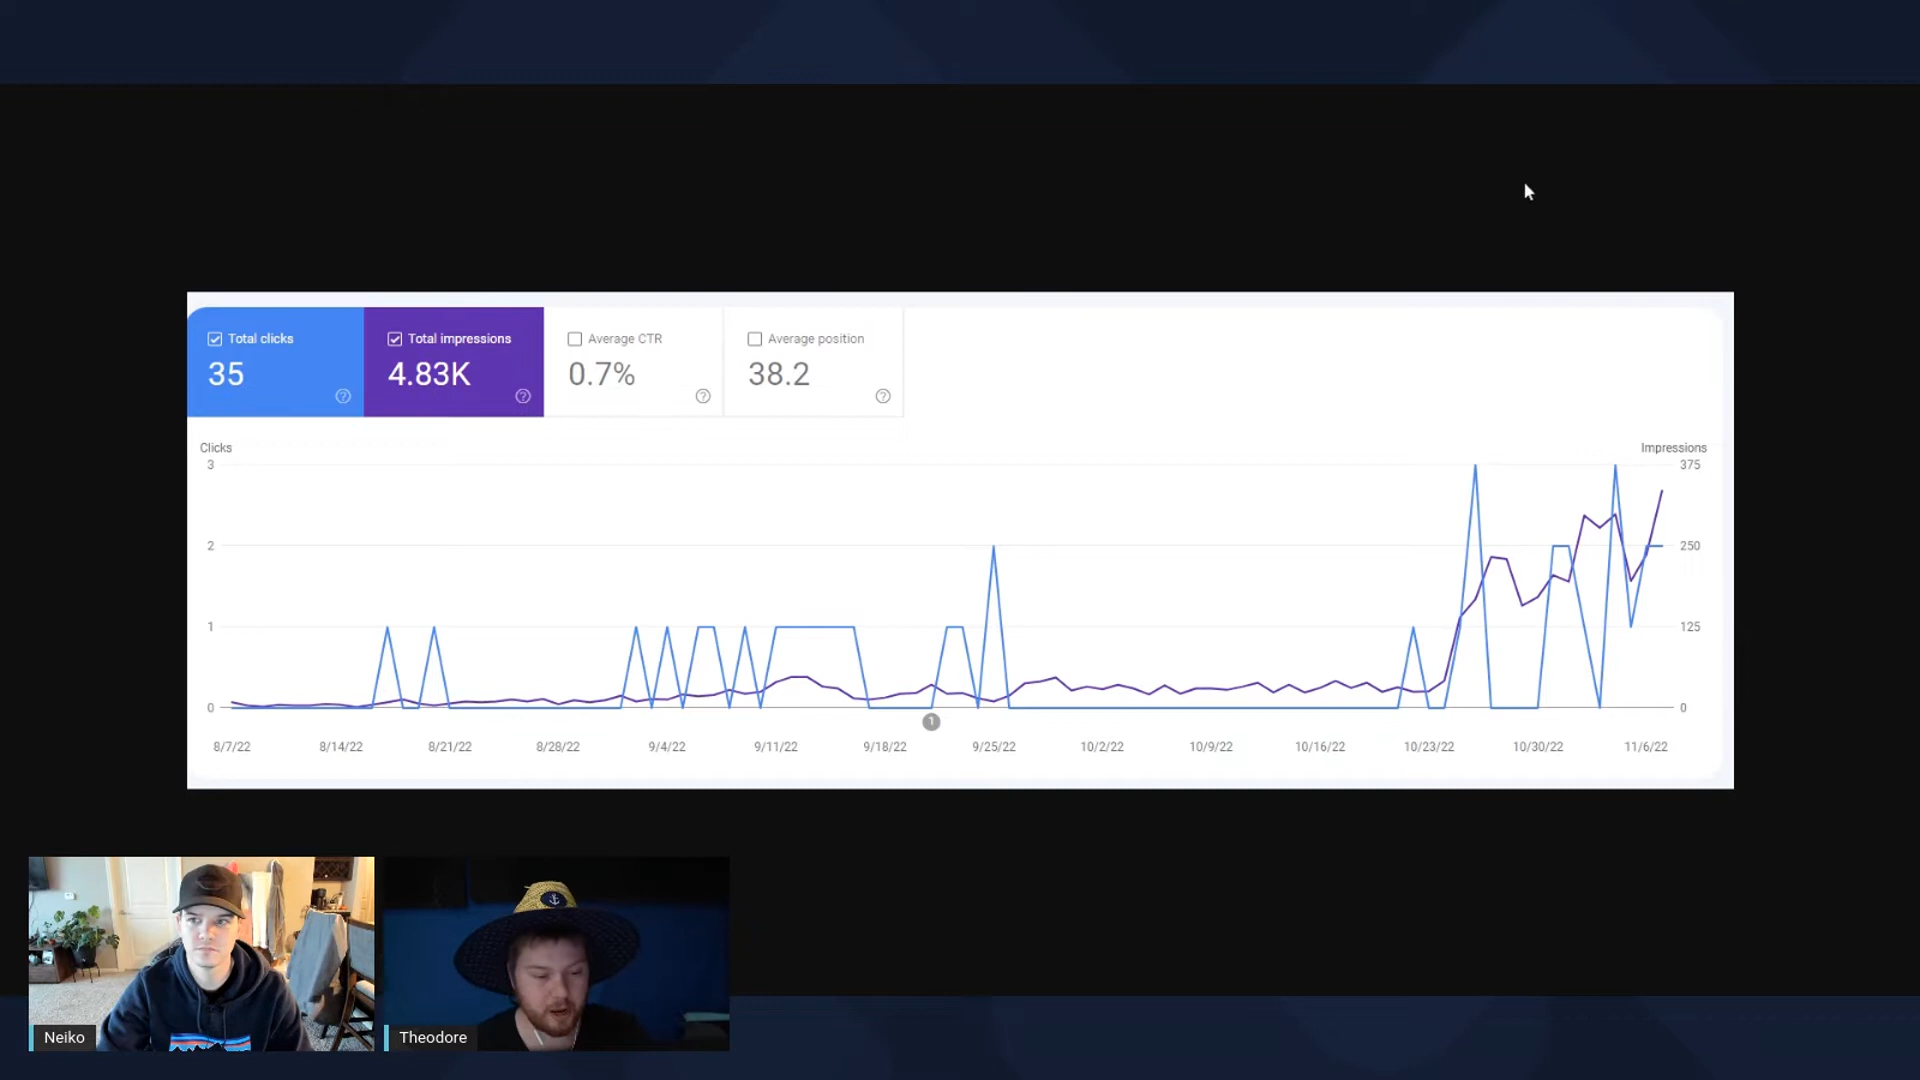 Total clicks
35
Total impressions
4.83K
Average CTR
0.7%
Average position
38.2
Clicks
Impressions
3
375
2
250
1
125
0
0
1
8/7/22 8/14/22 8/21/22 8/28/22 9/4/22 9/11/22 9/18/22 9/25/22 10/2/22 10/9/22 10/16/22 10/23/22 10/30/22 11/6/22
Neiko
Theodore